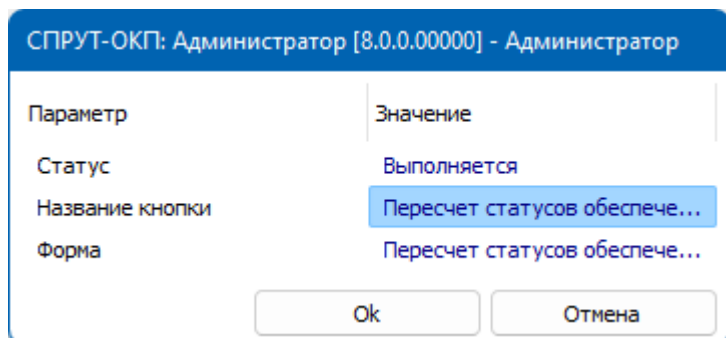 СПРУТ-ОКП: Администратор [8.0.0.00000] - Администратор
Параметр Значение
Статус Выполняется
Название кнопки Пересчет статусов обеспече...
Форма Пересчет статусов обеспече...
Ok Отмена